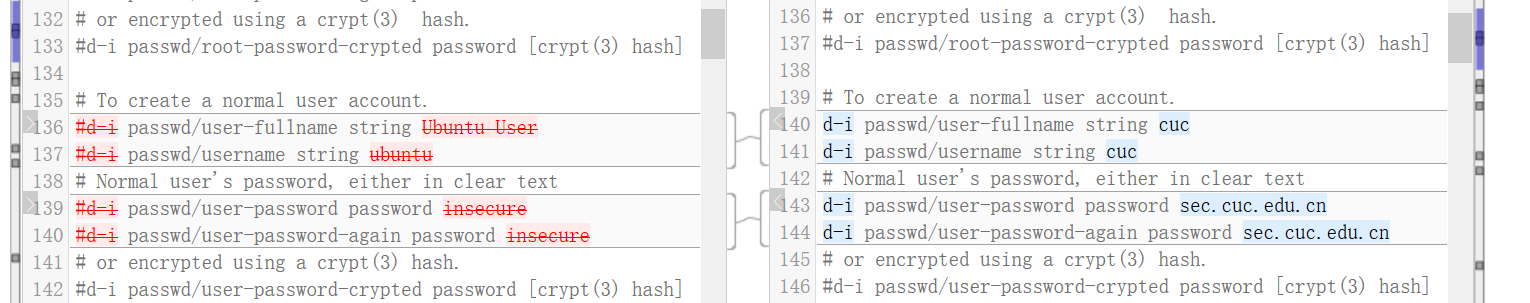 132 # or encrypted using a crypt(3)  hash.
133 #d-i passwd/root-password-crypted password [crypt(3) hash]
134
135 # To create a normal user account.
136 #d-i passwd/user-fullname string Ubuntu User
137 #d-i passwd/username string ubuntu
138 # Normal user's password, either in clear text
139 #d-i passwd/user-password password insecure
140 #d-i passwd/user-password-again password insecure
141 # or encrypted using a crypt(3) hash.
142 #d-i passwd/user-password-crypted password [crypt(3) hash]
136 # or encrypted using a crypt(3)  hash.
137 #d-i passwd/root-password-crypted password [crypt(3) hash]
138
139 # To create a normal user account.
140 d-i passwd/user-fullname string cuc
141 d-i passwd/username string cuc
142 # Normal user's password, either in clear text
143 d-i passwd/user-password password sec.cuc.edu.cn
144 d-i passwd/user-password-again password sec.cuc.edu.cn
145 # or encrypted using a crypt(3) hash.
146 #d-i passwd/user-password-crypted password [crypt(3) hash]